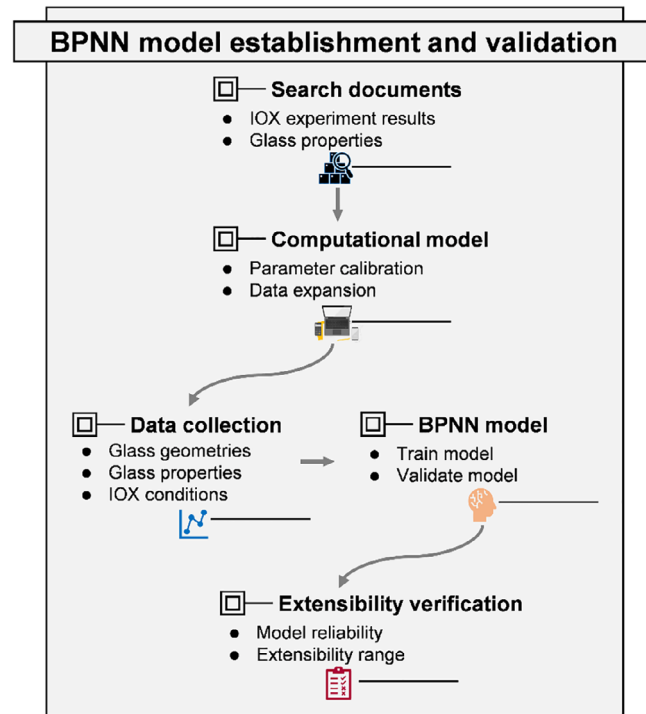 BPNN model establishment and validation
Search documents
● IOX experiment results
● Glass properties
Computational model
● Parameter calibration
● Data expansion
Data collection
● Glass geometries
● Glass properties
● IOX conditions
BPNN model
● Train model
● Validate model
Extensibility verification
● Model reliability
● Extensibility range